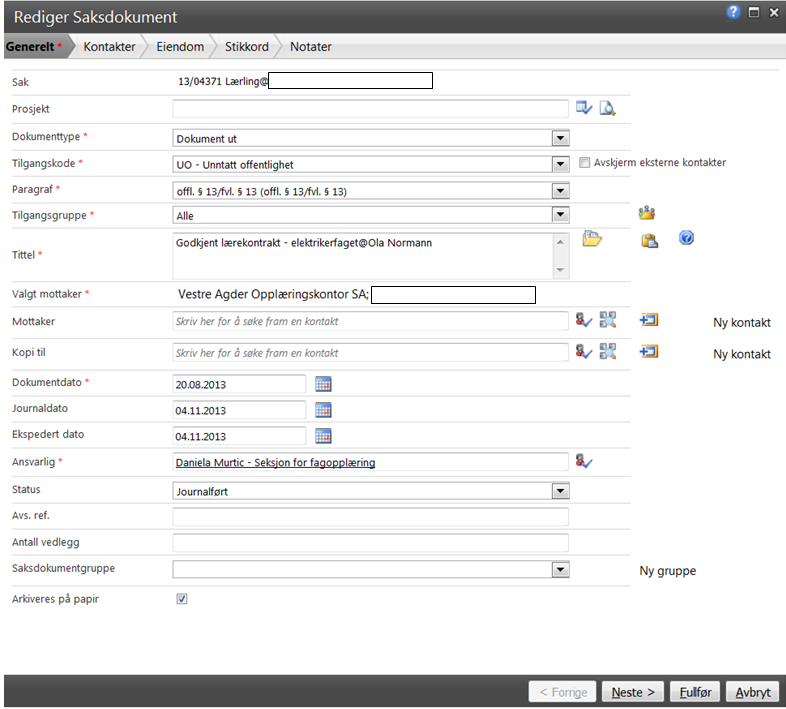 Rediger Saksdokument
Generelt * Kontakter Eiendom Stikkord Notater
Sak 13/04371 Lærling@
Prosjekt
Dokumenttype * Dokument ut
Tilgangskode * UO - Unntatt offentlighet Avskjerm eksterne kontakter
Paragraf * offl. § 13/fvl. § 13 (offl. § 13/fvl. § 13)
Tilgangsgruppe * Alle
Tittel * Godkjent lærekontrakt - elektrikerfaget@Ola Normann
Valgt mottaker * Vestre Agder Opplæringskontor SA;
Mottaker Skriv her for å søke fram en kontakt Ny kontakt
Kopi til Skriv her for å søke fram en kontakt Ny kontakt
Dokumentdato * 20.08.2013
Journaldato 04.11.2013
Ekspedert dato 04.11.2013
Ansvarlig * Daniela Murtic - Seksjon for fagopplæring
Status Journalført
Avs. ref.
Antall vedlegg
Saksdokumentgruppe Ny gruppe
Arkiveres på papir
< Forrige Neste > Fullfør Avbryt